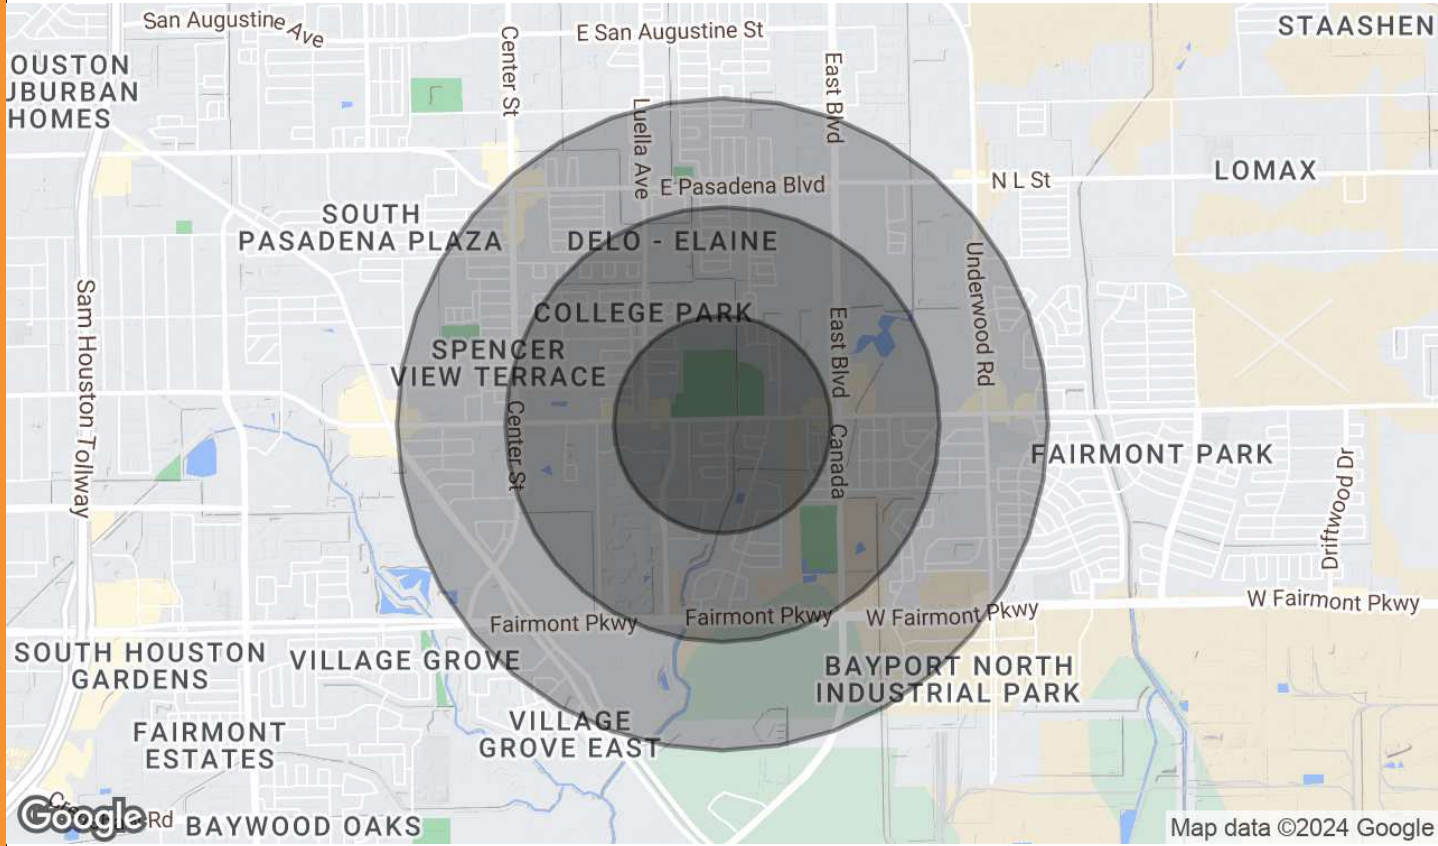 San Augustine Ave
E San Augustine St
STAASHEN
OUSTON
UBURBAN
HOMES
Center St
Luella Ave
East Blvd
E Pasadena Blvd
N L St
LOMAX
SOUTH
PASADENA PLAZA
DELO - ELAINE
Underwood Rd
Sam Houston Tollway
COLLEGE PARK
East Blvd
SPENCER
VIEW TERRACE
Center St
Canada
FAIRMONT PARK
Driftwood Dr
Fairmont Pkwy
Fairmont Pkwy
W Fairmont Pkwy
W Fairmont Pkwy
SOUTH HOUSTON
GARDENS
VILLAGE GROVE
BAYPORT NORTH
INDUSTRIAL PARK
FAIRMONT
ESTATES
VILLAGE
GROVE EAST
Google
Rd
BAYWOOD OAKS
Map data ©2024 Google